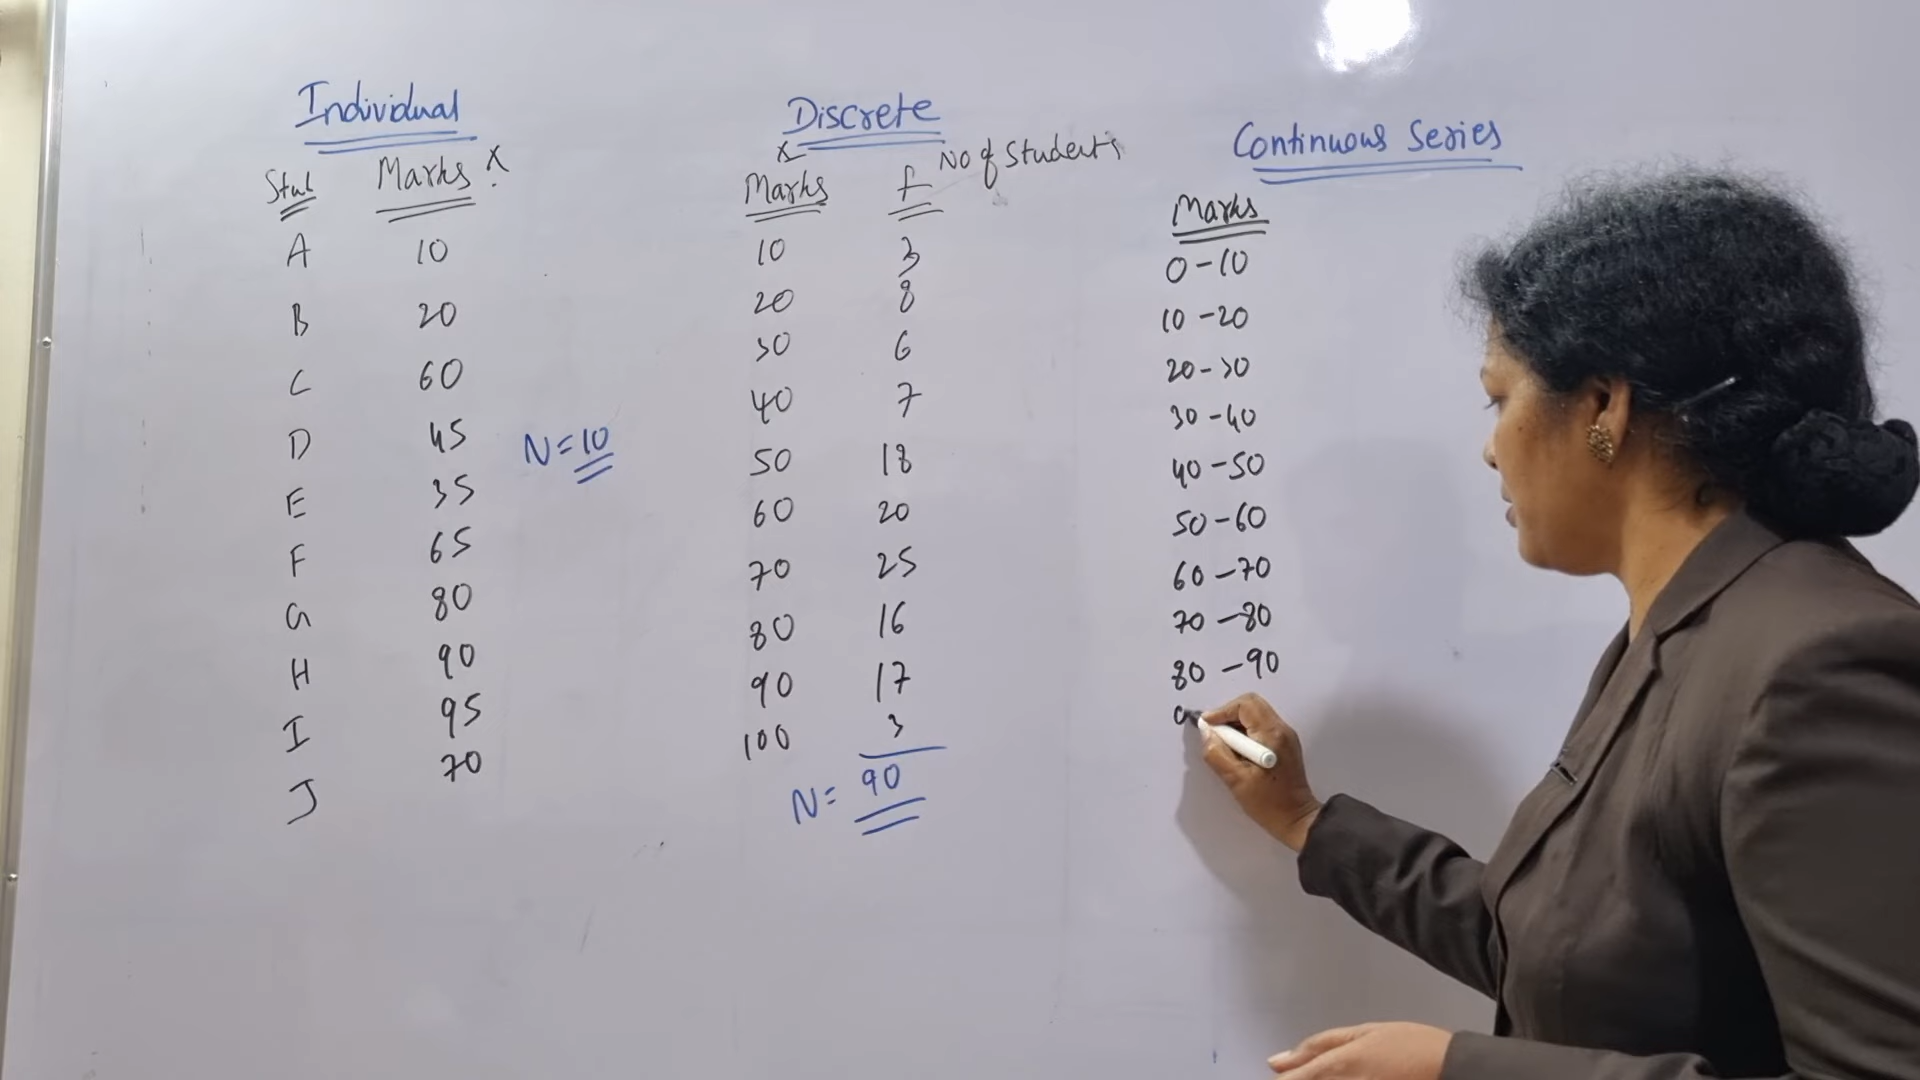 Individual
Stud Marks X
A 10
B 20
C 60
D 45
E 35
F 65
G 80
H 90
I 95
J 70
N = 10
Discrete
X
Marks f No of Students
10 3
20 8
30 6
40 7
50 18
60 20
70 25
80 16
90 17
100 3
N = 90
Continuous Series
Marks
0 - 10
10 - 20
20 - 30
30 - 40
40 - 50
50 - 60
60 - 70
70 - 80
80 - 90